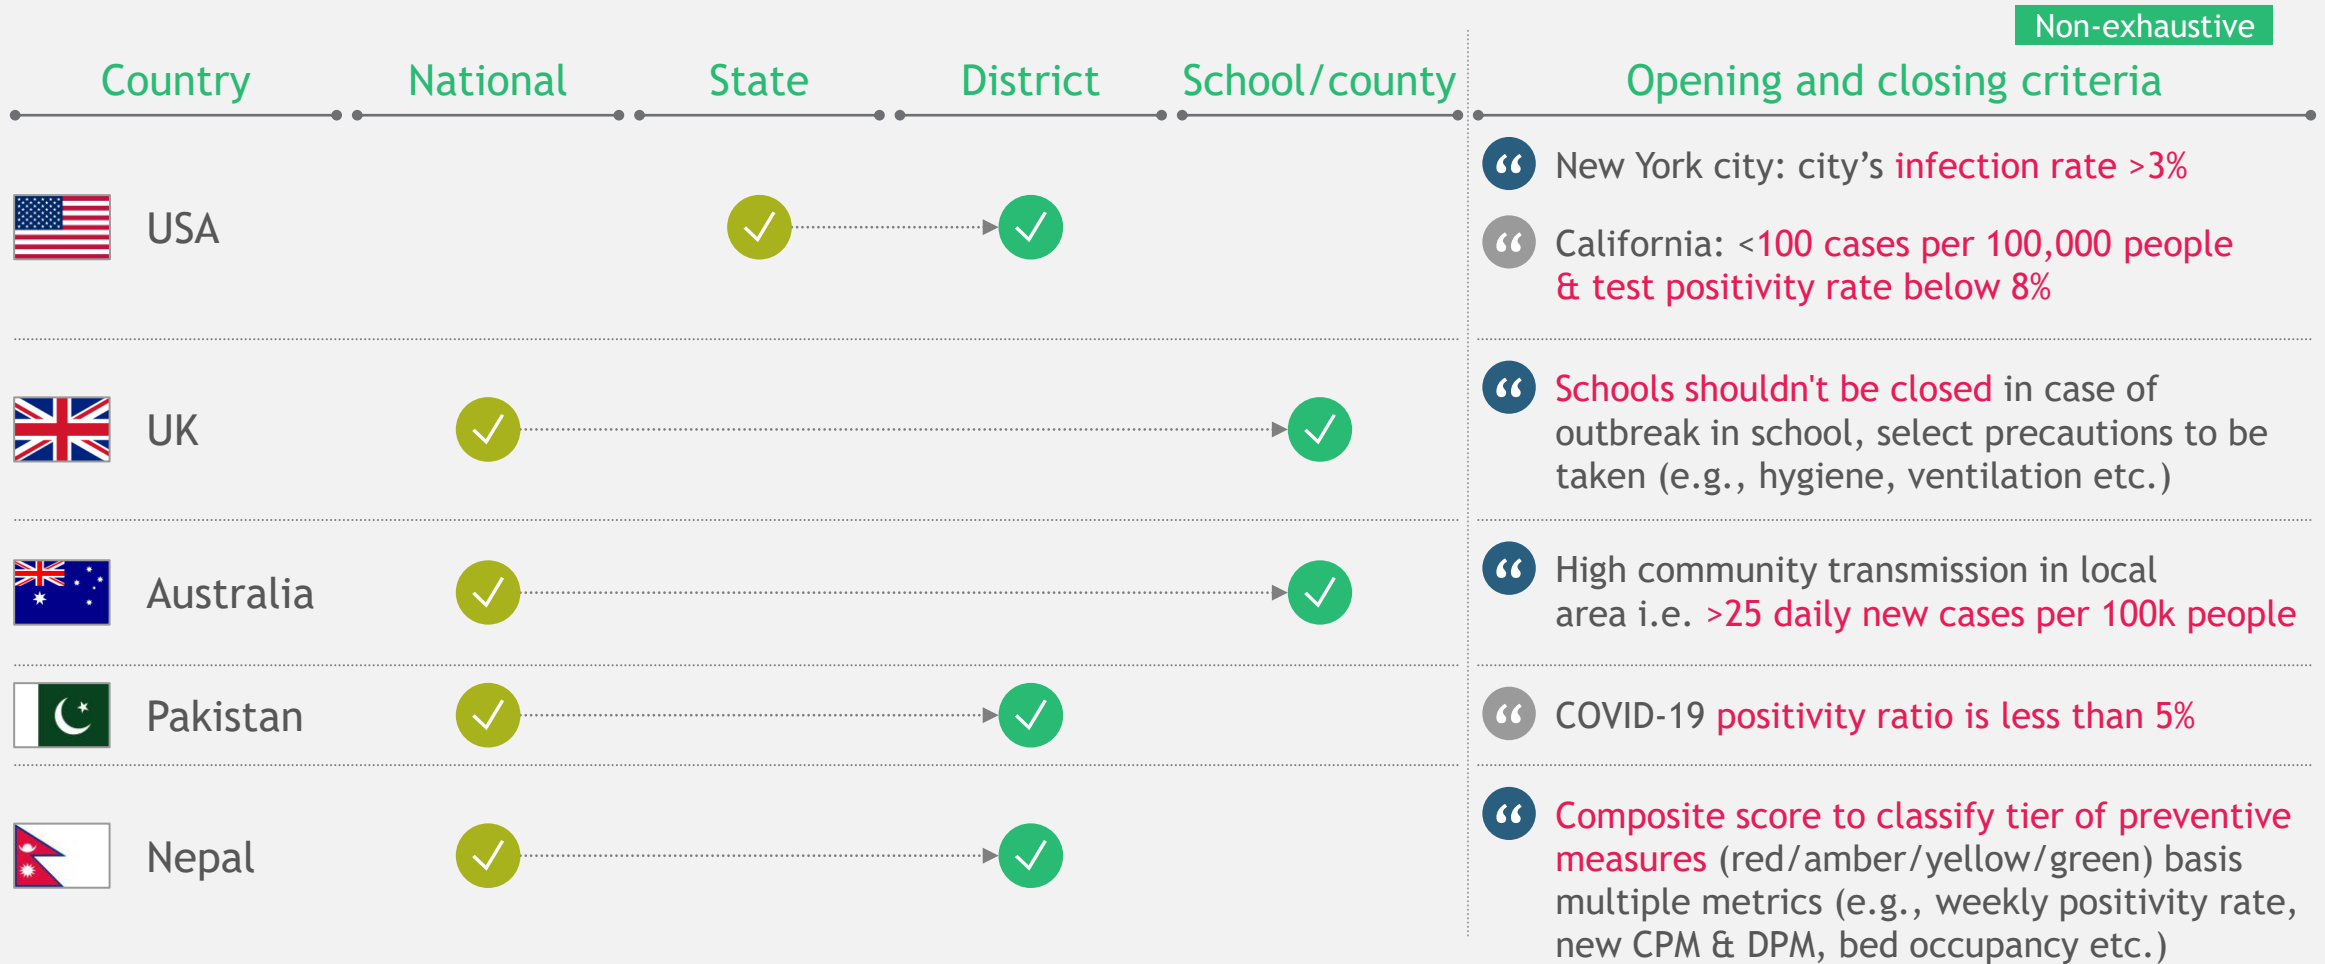 Non-exhaustive
Country National State District School/county Opening and closing criteria
USA
New York city: city’s infection rate >3%
California: <100 cases per 100,000 people
& test positivity rate below 8%
UK
Schools shouldn't be closed in case of
outbreak in school, select precautions to be
taken (e.g., hygiene, ventilation etc.)
Australia
High community transmission in local
area i.e. >25 daily new cases per 100k people
Pakistan
COVID-19 positivity ratio is less than 5%
Nepal
Composite score to classify tier of preventive
measures (red/amber/yellow/green) basis
multiple metrics (e.g., weekly positivity rate,
new CPM & DPM, bed occupancy etc.)